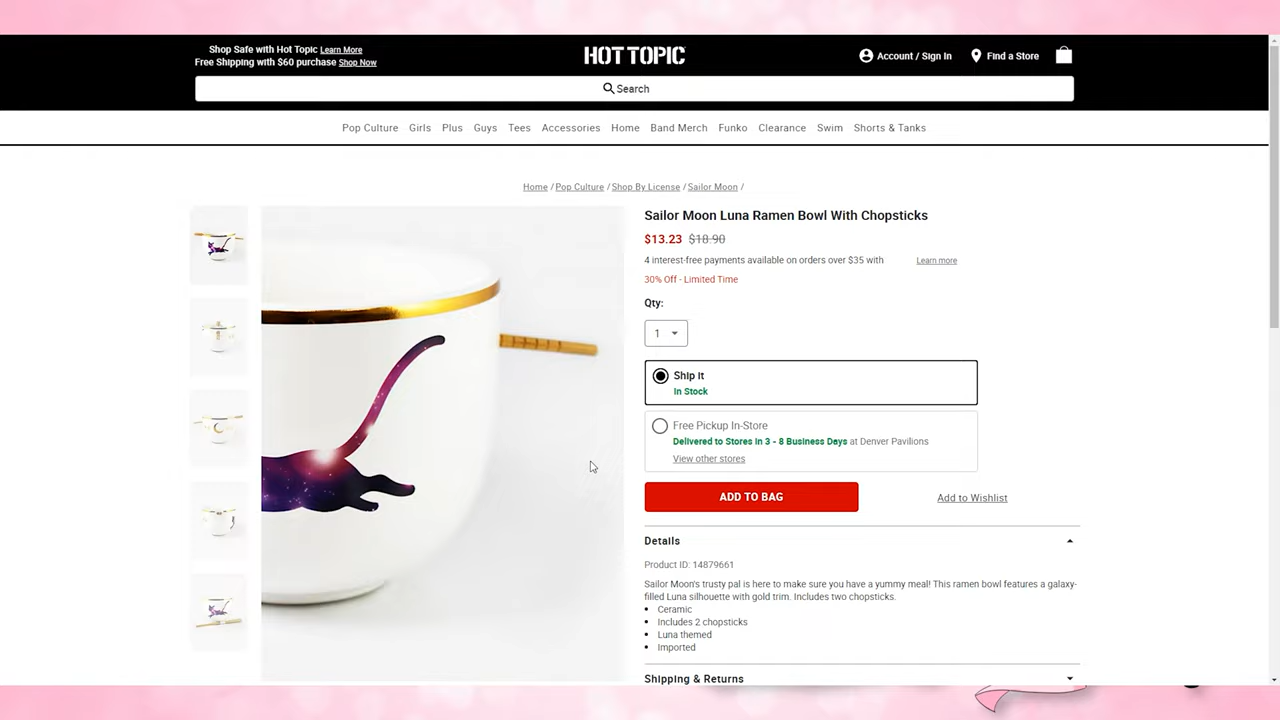 Shop Safe with Hot Topic Learn More
Free Shipping with $60 purchase Shop Now
HOT TOPIC
Account / Sign In
Find a Store
Search
Pop Culture Girls Plus Guys Tees Accessories Home Band Merch Funko Clearance Swim Shorts & Tanks
Home / Pop Culture / Shop By License / Sailor Moon /
Sailor Moon Luna Ramen Bowl With Chopsticks
$13.23 $18.90
4 interest-free payments available on orders over $35 with Learn more
30% Off - Limited Time
Qty:
1
Ship it
In Stock
Free Pickup In-Store
Delivered to Stores in 3 - 8 Business Days at Denver Pavilions
View other stores
ADD TO BAG
Add to Wishlist
Details
Product ID: 14879661
Sailor Moon's trusty pal is here to make sure you have a yummy meal! This ramen bowl features a galaxy-
filled Luna silhouette with gold trim. Includes two chopsticks.
• Ceramic
• Includes 2 chopsticks
• Luna themed
• Imported
Shipping & Returns